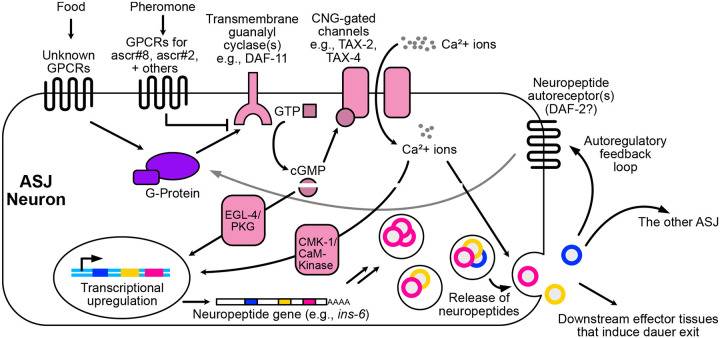 Food
Pheromone
Transmembrane
guanalyl
cyclase(s)
e.g., DAF-11
CNG-gated
channels
e.g., TAX-2,
TAX-4
Ca²+ ions
Unknown
GPCRs
GPCRs for
ascr#8, ascr#2,
+ others
Neuropeptide
autoreceptor(s)
(DAF-2?)
GTP
Ca²+ ions
Autoregulatory
feedback
loop
ASJ
Neuron
G-Protein
cGMP
EGL-4/
PKG
CMK-1/
CaM-
Kinase
The other ASJ
Transcriptional
upregulation
AAAA
Neuropeptide gene (e.g., ins-6)
Release of
neuropeptides
Downstream effector tissues
that induce dauer exit